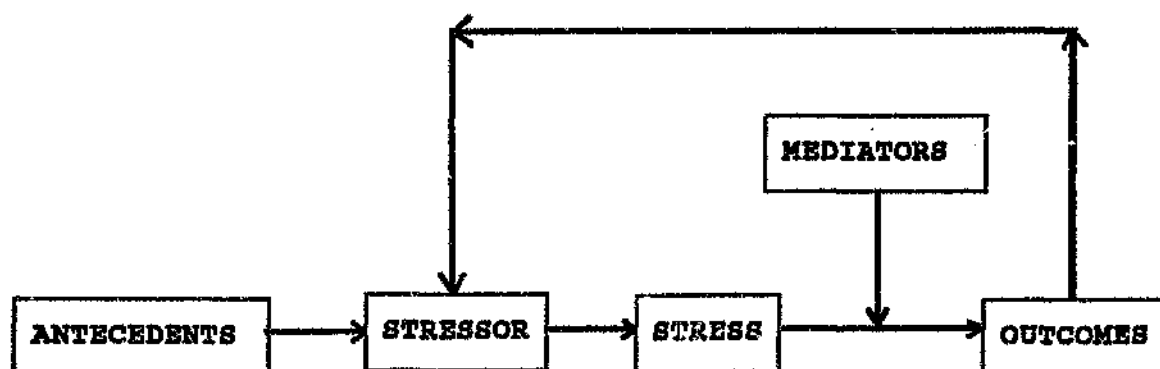 MEDIATORS
ANTECEDENTS
STRESSOR
STRESS
OUTCOMES